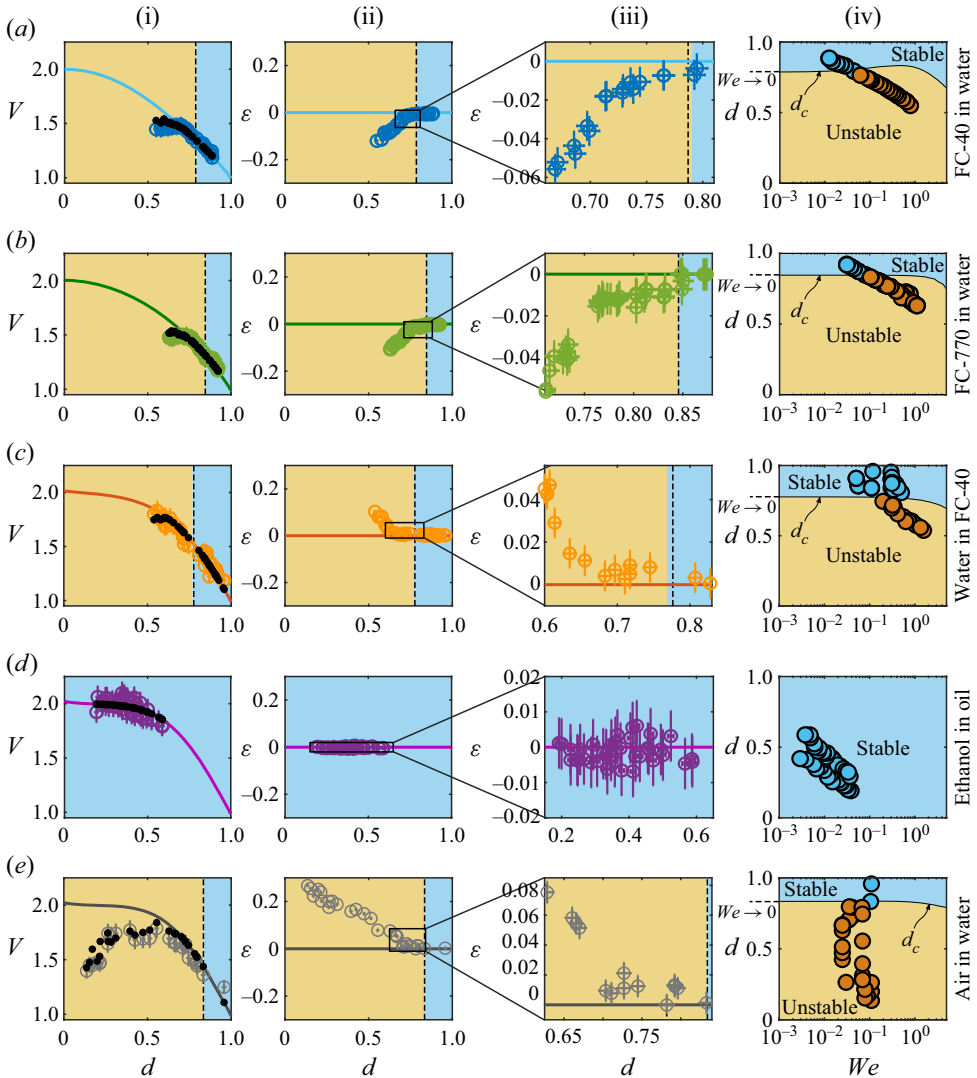 (i) (ii) (iii) (iv)
(a)
V
2.0
1.5
1.0
0 0.5 1.0
ε
0.2
0
−0.2
0 0.5 1.0
ε
0
−0.02
−0.04
−0.06
0.70 0.75 0.80
We → 0
d
1.0
0.5
0
Stable
d_c
Unstable
10⁻³ 10⁻² 10⁻¹ 10⁰
FC-40 in water
(b)
V
2.0
1.5
1.0
0 0.5 1.0
ε
0.2
0
−0.2
0 0.5 1.0
ε
0
−0.02
−0.04
0.75 0.80 0.85
We → 0
d
1.0
0.5
0
Stable
d_c
Unstable
10⁻³ 10⁻² 10⁻¹ 10⁰
FC-770 in water
(c)
V
2.0
1.5
1.0
0 0.5 1.0
ε
0.2
0
−0.2
0 0.5 1.0
ε
0.04
0.02
0
0.6 0.7 0.8
We → 0
d
1.0
0.5
0
Stable
d_c
Unstable
10⁻³ 10⁻² 10⁻¹ 10⁰
Water in FC-40
(d)
V
2.0
1.5
1.0
0 0.5 1.0
ε
0.2
0
−0.2
0 0.5 1.0
ε
0.02
0.01
0
−0.01
−0.02
0.2 0.4 0.6
d
1.0
0.5
0
Stable
10⁻³ 10⁻² 10⁻¹ 10⁰
Ethanol in oil
(e)
V
2.0
1.5
1.0
0 0.5 1.0
d
ε
0.2
0
−0.2
0 0.5 1.0
d
ε
0.08
0.06
0.04
0.02
0
0.65 0.75
d
We → 0
d
1.0
0.5
0
Stable
d_c
Unstable
10⁻³ 10⁻² 10⁻¹ 10⁰
We
Air in water